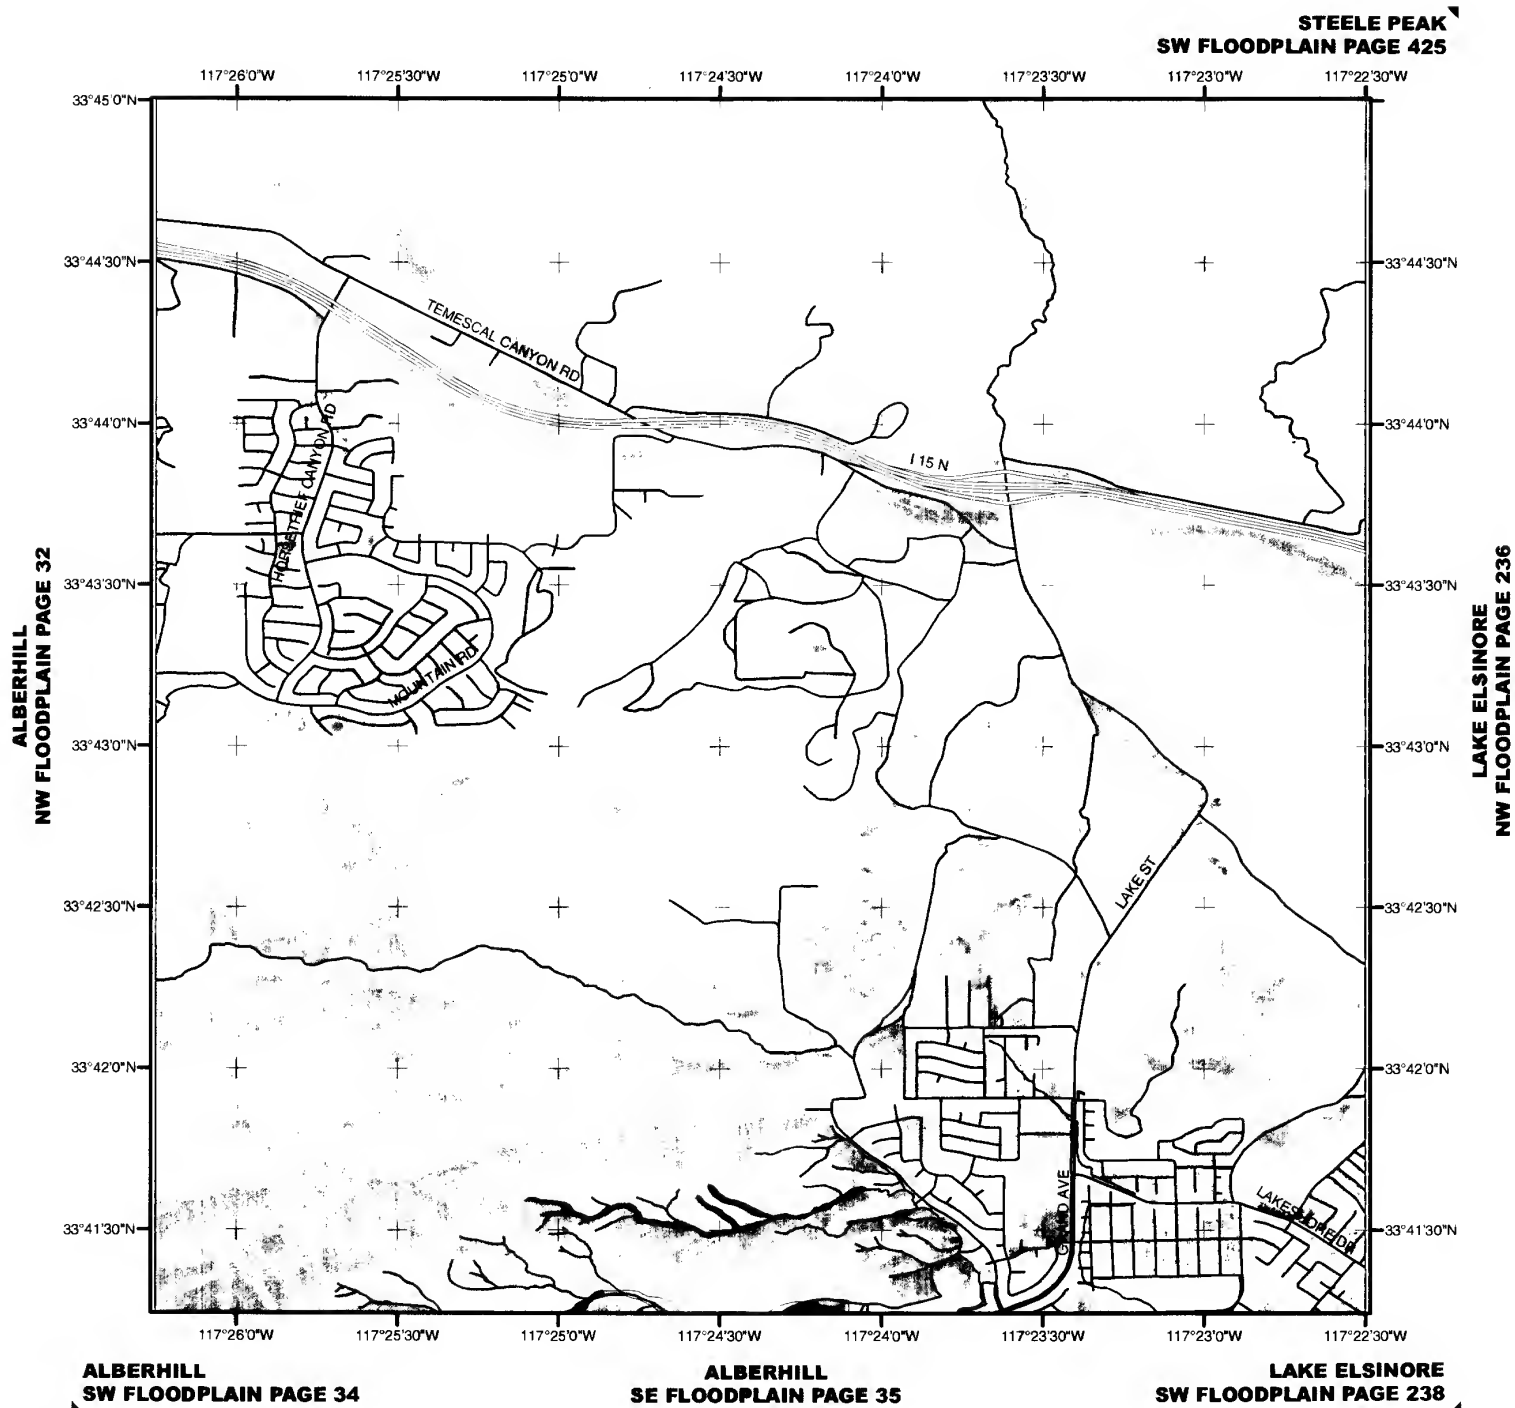 STEELE PEAK
SW FLOODPLAIN PAGE 425
117°26'0"W 117°25'30"W 117°25'0"W 117°24'30"W 117°24'0"W 117°23'30"W 117°23'0"W 117°22'30"W
33°45'0"N
33°44'30"N 33°44'30"N
TEMESCAL CANYON RD
33°44'0"N 33°44'0"N
I 15 N
HORSETHIEF CANYON RD
33°43'30"N 33°43'30"N
ALBERHILL
NW FLOODPLAIN PAGE 32
LAKE ELSINORE
NW FLOODPLAIN PAGE 236
MOUNTAIN RD
33°43'0"N 33°43'0"N
LAKE ST
33°42'30"N 33°42'30"N
33°42'0"N 33°42'0"N
GRAND AVE
LAKESHORE DR
33°41'30"N 33°41'30"N
117°26'0"W 117°25'30"W 117°25'0"W 117°24'30"W 117°24'0"W 117°23'30"W 117°23'0"W 117°22'30"W
ALBERHILL
SW FLOODPLAIN PAGE 34
ALBERHILL
SE FLOODPLAIN PAGE 35
LAKE ELSINORE
SW FLOODPLAIN PAGE 238